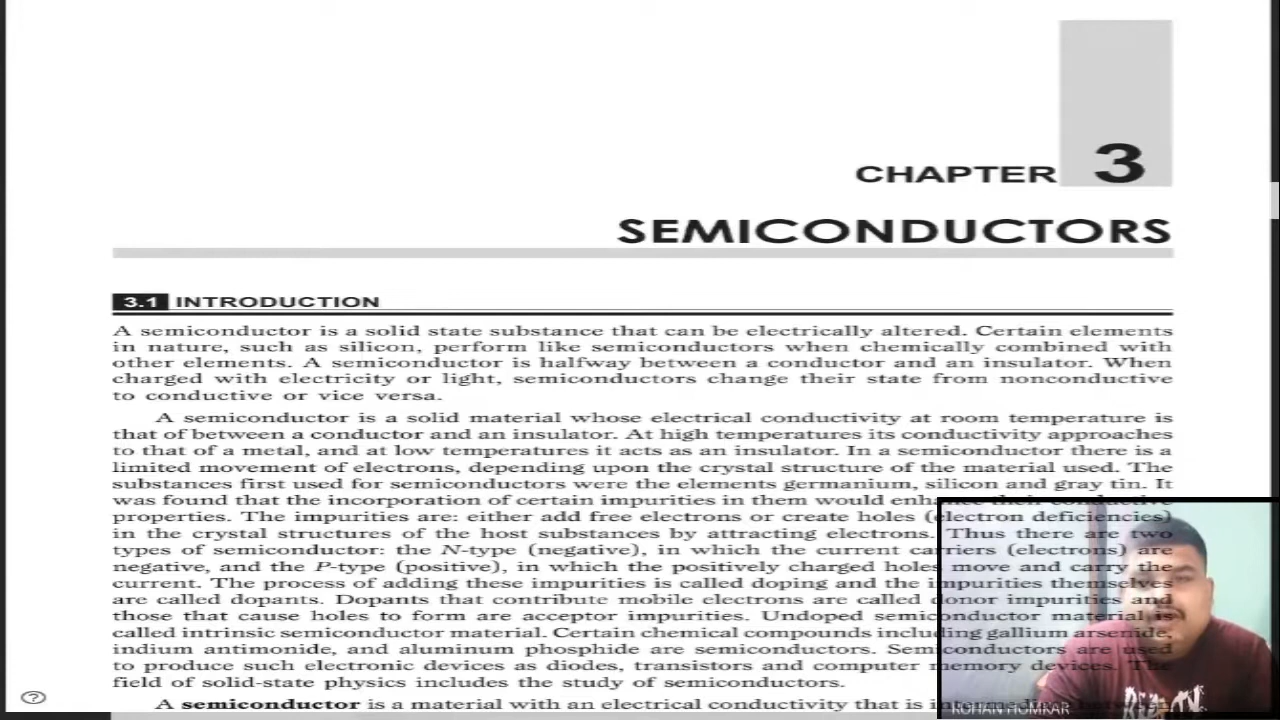 CHAPTER 3
SEMICONDUCTORS
3.1 INTRODUCTION
A semiconductor is a solid state substance that can be electrically altered. Certain elements
in nature, such as silicon, perform like semiconductors when chemically combined with
other elements. A semiconductor is halfway between a conductor and an insulator. When
charged with electricity or light, semiconductors change their state from nonconductive
to conductive or vice versa.
A semiconductor is a solid material whose electrical conductivity at room temperature is
that of between a conductor and an insulator. At high temperatures its conductivity approaches
to that of a metal, and at low temperatures it acts as an insulator. In a semiconductor there is a
limited movement of electrons, depending upon the crystal structure of the material used. The
substances first used for semiconductors were the elements germanium, silicon and gray tin. It
was found that the incorporation of certain impurities in them would enhance their conductive
properties. The impurities are: either add free electrons or create holes (electron deficiencies)
in the crystal structures of the host substances by attracting electrons. Thus there are two
types of semiconductor: the N-type (negative), in which the current carriers (electrons) are
negative, and the P-type (positive), in which the positively charged holes move and carry the
current. The process of adding these impurities is called doping and the impurities themselves
are called dopants. Dopants that contribute mobile electrons are called donor impurities and
those that cause holes to form are acceptor impurities. Undoped semiconductor material is
called intrinsic semiconductor material. Certain chemical compounds including gallium arsenide,
indium antimonide, and aluminum phosphide are semiconductors. Semiconductors are used
to produce such electronic devices as diodes, transistors and computer memory devices. The
field of solid-state physics includes the study of semiconductors.
A semiconductor is a material with an electrical conductivity that is
ROHAN HOMKAR